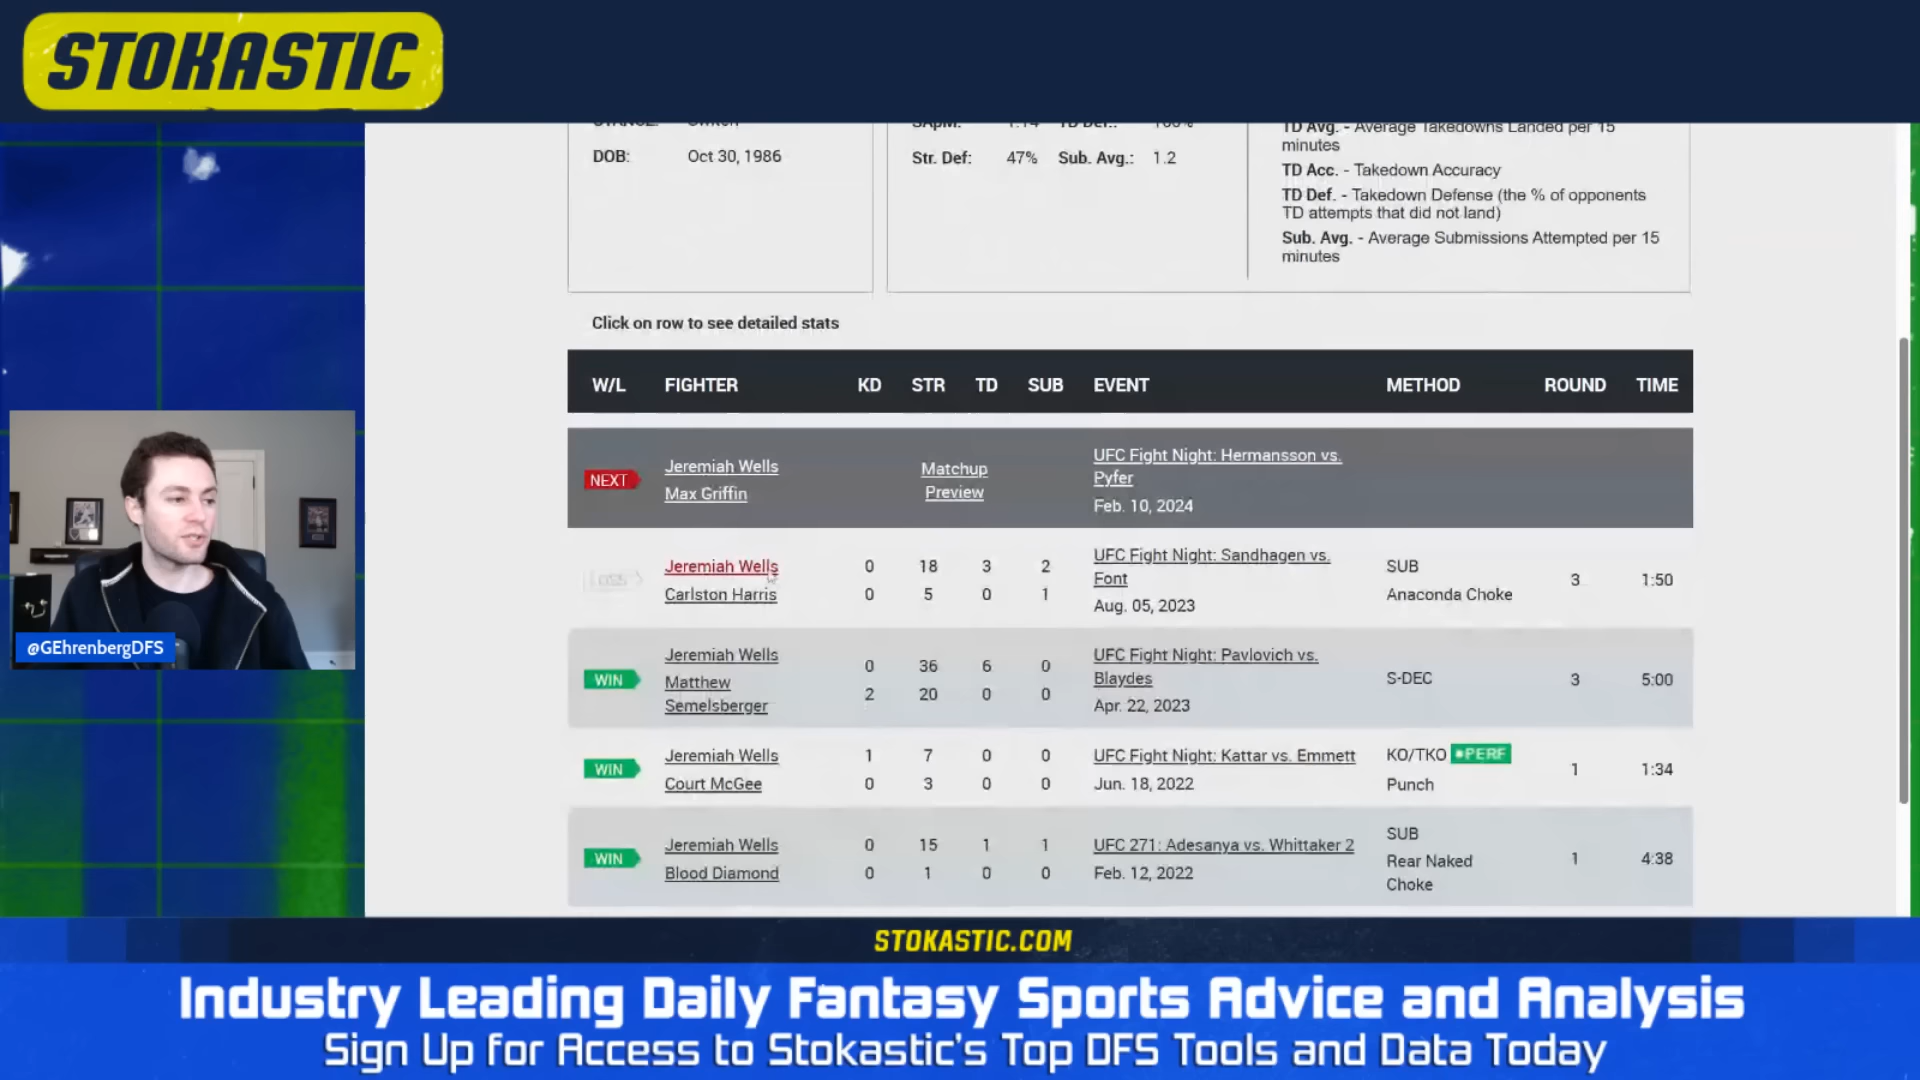 STOKASTIC
STANCE: Switch
DOB: Oct 30, 1986
SApM: 1.14 TD Def.: 100%
Str. Def: 47% Sub. Avg.: 1.2
TD Avg. - Average Takedowns Landed per 15
minutes
TD Acc. - Takedown Accuracy
TD Def. - Takedown Defense (the % of opponents
TD attempts that did not land)
Sub. Avg. - Average Submissions Attempted per 15
minutes
Click on row to see detailed stats
W/L FIGHTER KD STR TD SUB EVENT METHOD ROUND TIME
NEXT
Jeremiah Wells
Max Griffin
Matchup
Preview
UFC Fight Night: Hermansson vs.
Pyfer
Feb. 10, 2024
LOSS
Jeremiah Wells 0 18 3 2
Carlston Harris 0 5 0 1
UFC Fight Night: Sandhagen vs.
Font
Aug. 05, 2023
SUB
Anaconda Choke
3 1:50
WIN
Jeremiah Wells
Matthew
Semelsberger
0 36 6 0
2 20 0 0
UFC Fight Night: Pavlovich vs.
Blaydes
Apr. 22, 2023
S-DEC
3 5:00
WIN
Jeremiah Wells 1 7 0 0
Court McGee 0 3 0 0
UFC Fight Night: Kattar vs. Emmett
Jun. 18, 2022
KO/TKO PERF
Punch
1 1:34
WIN
Jeremiah Wells 0 15 1 1
Blood Diamond 0 1 0 0
UFC 271: Adesanya vs. Whittaker 2
Feb. 12, 2022
SUB
Rear Naked
Choke
1 4:38
@GEhrenbergDFS
STOKASTIC.COM
Industry Leading Daily Fantasy Sports Advice and Analysis
Sign Up for Access to Stokastic's Top DFS Tools and Data Today